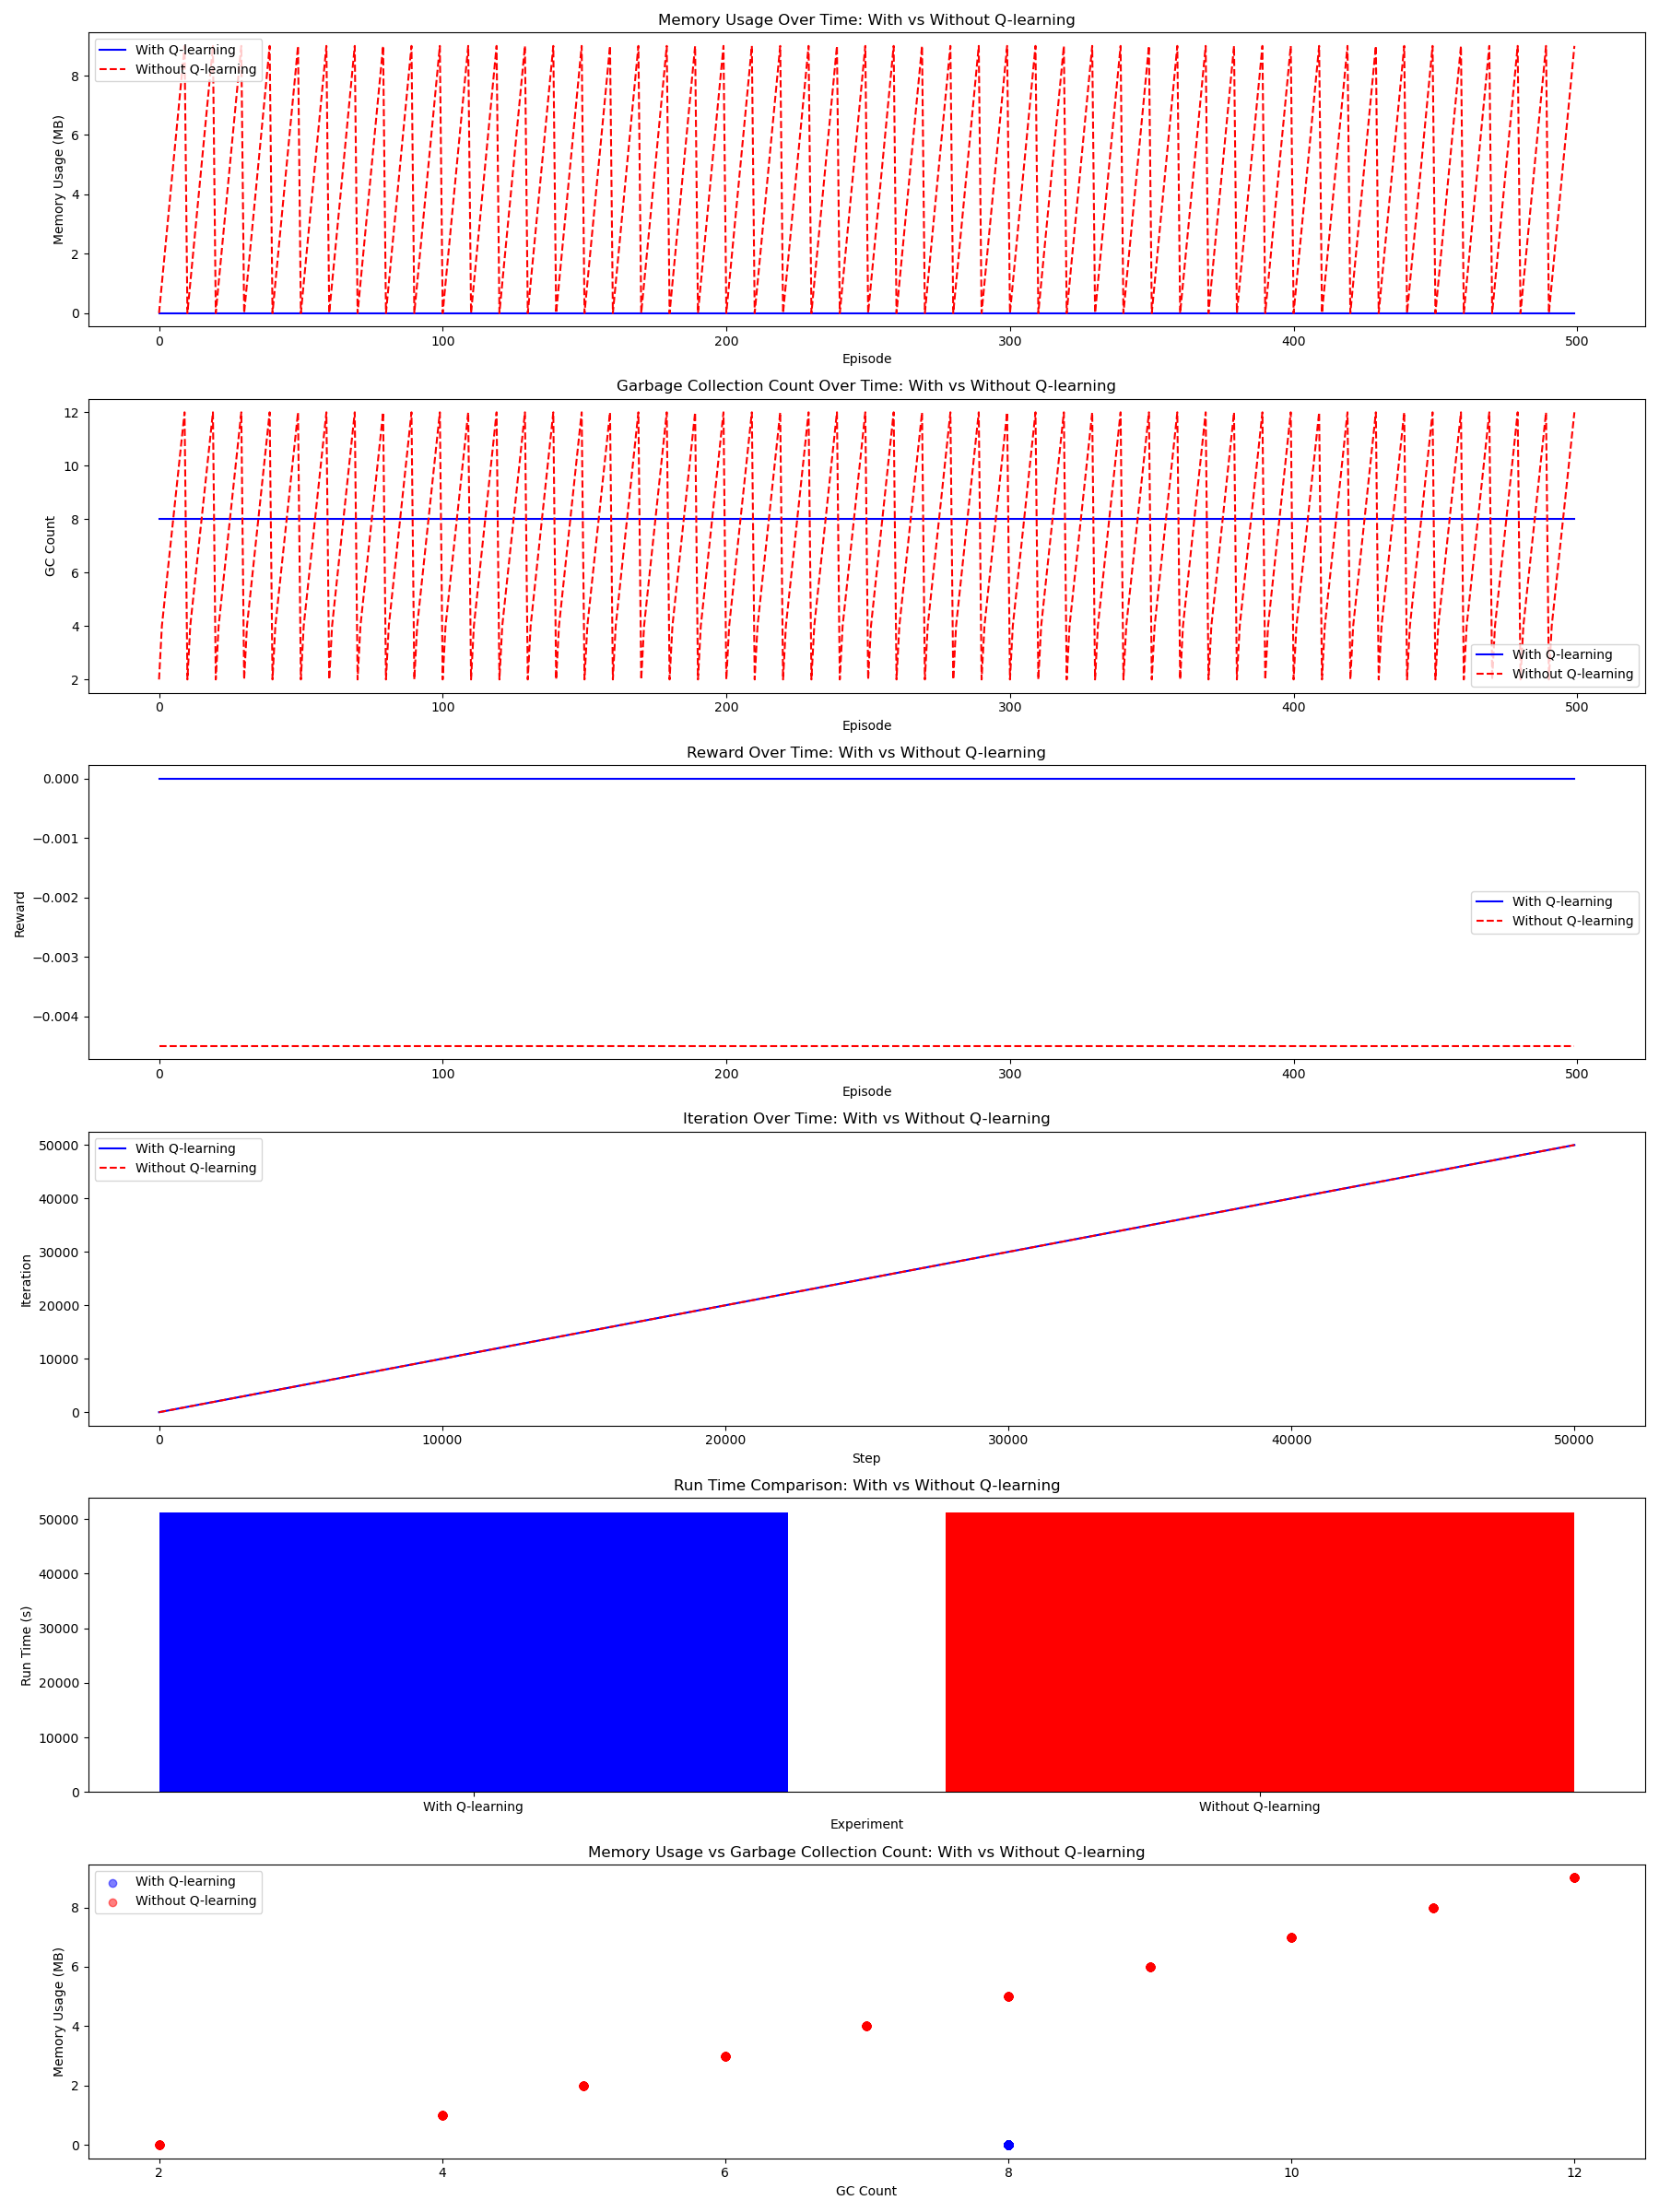 Memory Usage Over Time: With vs Without Q-learning
With Q-learning
Without Q-learning
Memory Usage (MB)
8
6
4
2
0
0 100 200 300 400 500
Episode
Garbage Collection Count Over Time: With vs Without Q-learning
GC Count
12
10
8
6
4
2
With Q-learning
Without Q-learning
0 100 200 300 400 500
Episode
Reward Over Time: With vs Without Q-learning
Reward
0.000
−0.001
−0.002
−0.003
−0.004
With Q-learning
Without Q-learning
0 100 200 300 400 500
Episode
Iteration Over Time: With vs Without Q-learning
With Q-learning
Without Q-learning
Iteration
50000
40000
30000
20000
10000
0
0 10000 20000 30000 40000 50000
Step
Run Time Comparison: With vs Without Q-learning
Run Time (s)
50000
40000
30000
20000
10000
0
With Q-learning Without Q-learning
Experiment
Memory Usage vs Garbage Collection Count: With vs Without Q-learning
With Q-learning
Without Q-learning
Memory Usage (MB)
8
6
4
2
0
2 4 6 8 10 12
GC Count